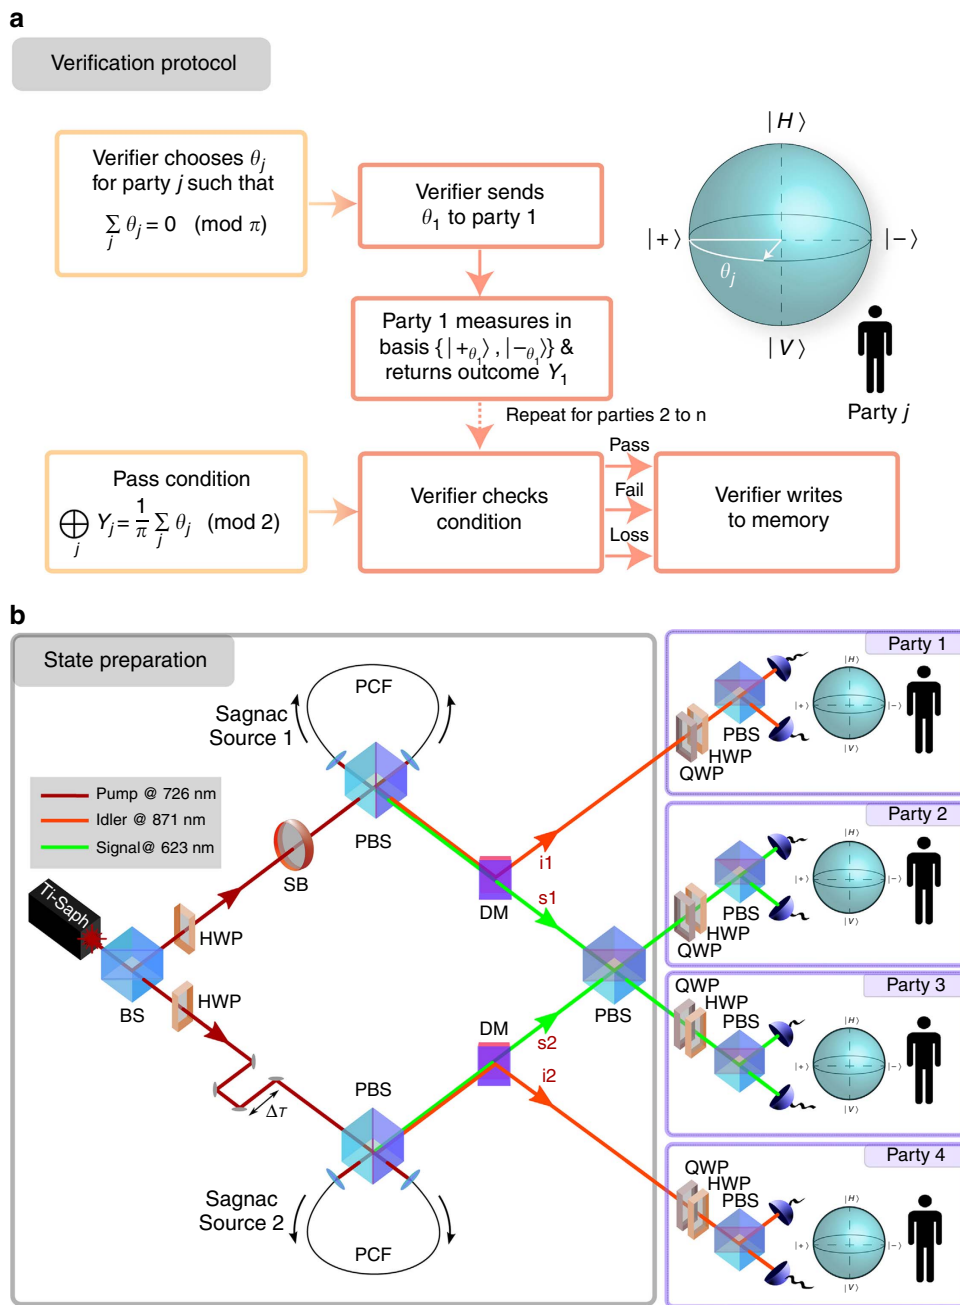 a
Verification protocol
Verifier chooses θj
for party j such that
∑j θj = 0 (mod π)
Verifier sends
θ1 to party 1
Party 1 measures in
basis {|+θ1⟩, |−θ1⟩} &
returns outcome Y1
Repeat for parties 2 to n
Pass condition
⨁j Yj = 1/π ∑j θj (mod 2)
Verifier checks
condition
Pass
Fail
Loss
Verifier writes
to memory
|H⟩
|+⟩
|−⟩
θj
|V⟩
Party j
b
State preparation
PCF
Sagnac
Source 1
PBS
Pump @ 726 nm
Idler @ 871 nm
Signal@ 623 nm
SB
Ti-Saph
HWP
BS
HWP
Δτ
DM
i1
s1
PBS
DM
s2
i2
PBS
Sagnac
Source 2
PCF
Party 1
PBS
HWP
QWP
|H⟩
|+⟩
|−⟩
|V⟩
Party 2
PBS
HWP
QWP
|H⟩
|+⟩
|−⟩
|V⟩
Party 3
QWP
HWP
PBS
|H⟩
|+⟩
|−⟩
|V⟩
Party 4
QWP
HWP
PBS
|H⟩
|+⟩
|−⟩
|V⟩